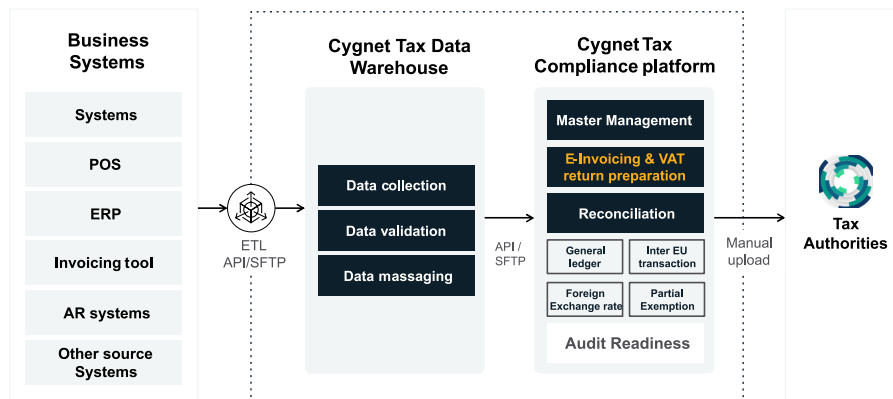 Business
Systems
Systems
POS
ERP
Invoicing tool
AR systems
Other source
Systems
ETL
API/SFTP
Cygnet Tax Data
Warehouse
Data collection
Data validation
Data massaging
API /
SFTP
Cygnet Tax
Compliance platform
Master Management
E-Invoicing & VAT
return preparation
Reconciliation
General
ledger
Inter EU
transaction
Foreign
Exchange rate
Partial
Exemption
Audit Readiness
Manual
upload
Tax
Authorities